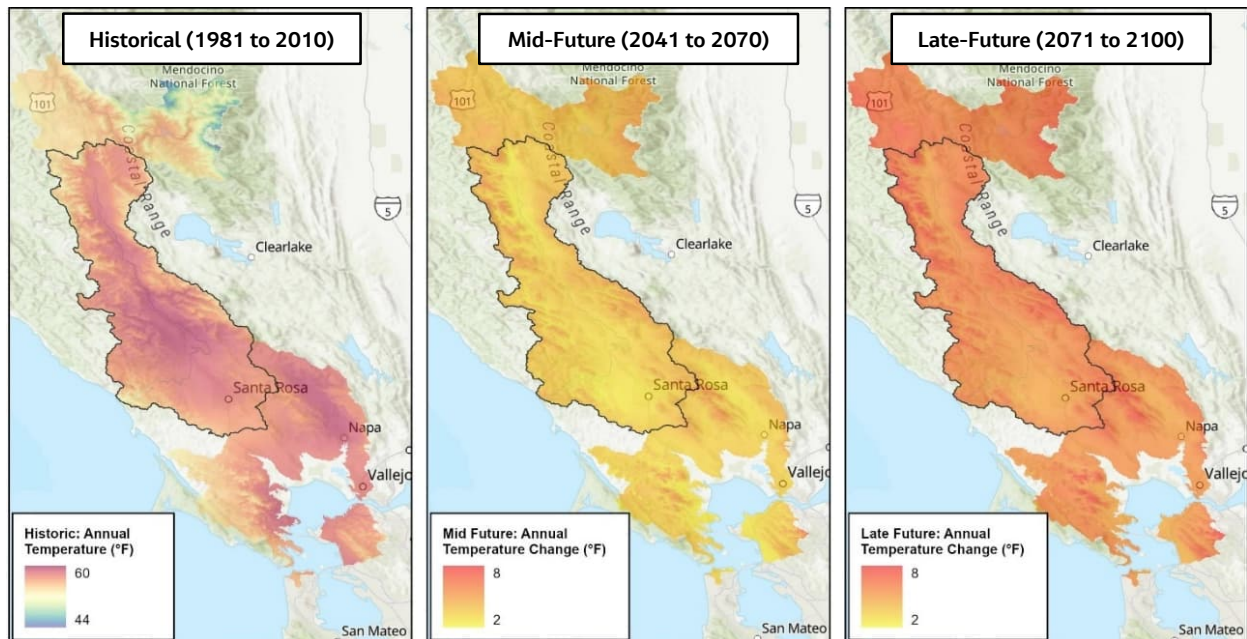 Historical (1981 to 2010)
Mendocino
National Forest
101
Coastal Range
5
Clearlake
Santa Rosa
Napa
Vallejo
San Mateo
Historic: Annual
Temperature (°F)
60
44
Mid-Future (2041 to 2070)
Mendocino
National Forest
101
Coastal Range
5
Clearlake
Santa Rosa
Napa
Vallejo
San Mateo
Mid Future: Annual
Temperature Change (°F)
8
2
Late-Future (2071 to 2100)
Mendocino
National Forest
101
Coastal Range
5
Clearlake
Santa Rosa
Napa
Vallejo
San Mateo
Late Future: Annual
Temperature Change (°F)
8
2